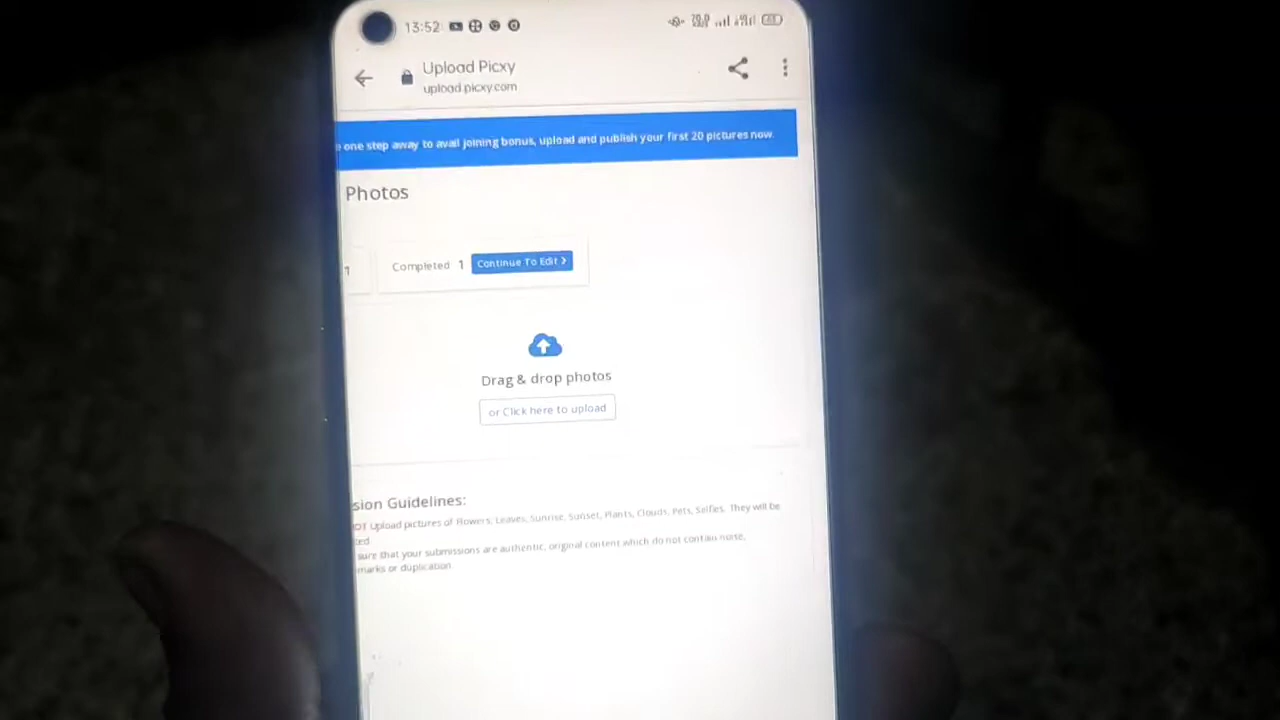 13:52
Upload Picxy
upload.picxy.com
one step away to avail joining bonus, upload and publish your first 20 pictures now.
Photos
1
Completed 1 Continue To Edit
Drag & drop photos
or Click here to upload
sion Guidelines:
OT Upload pictures of Flowers, Leaves, Sunrise, Sunset, Plants, Clouds, Pets, Selfies. They will be
ted
sure that your submissions are authentic, original content which do not contain noise,
marks or duplication